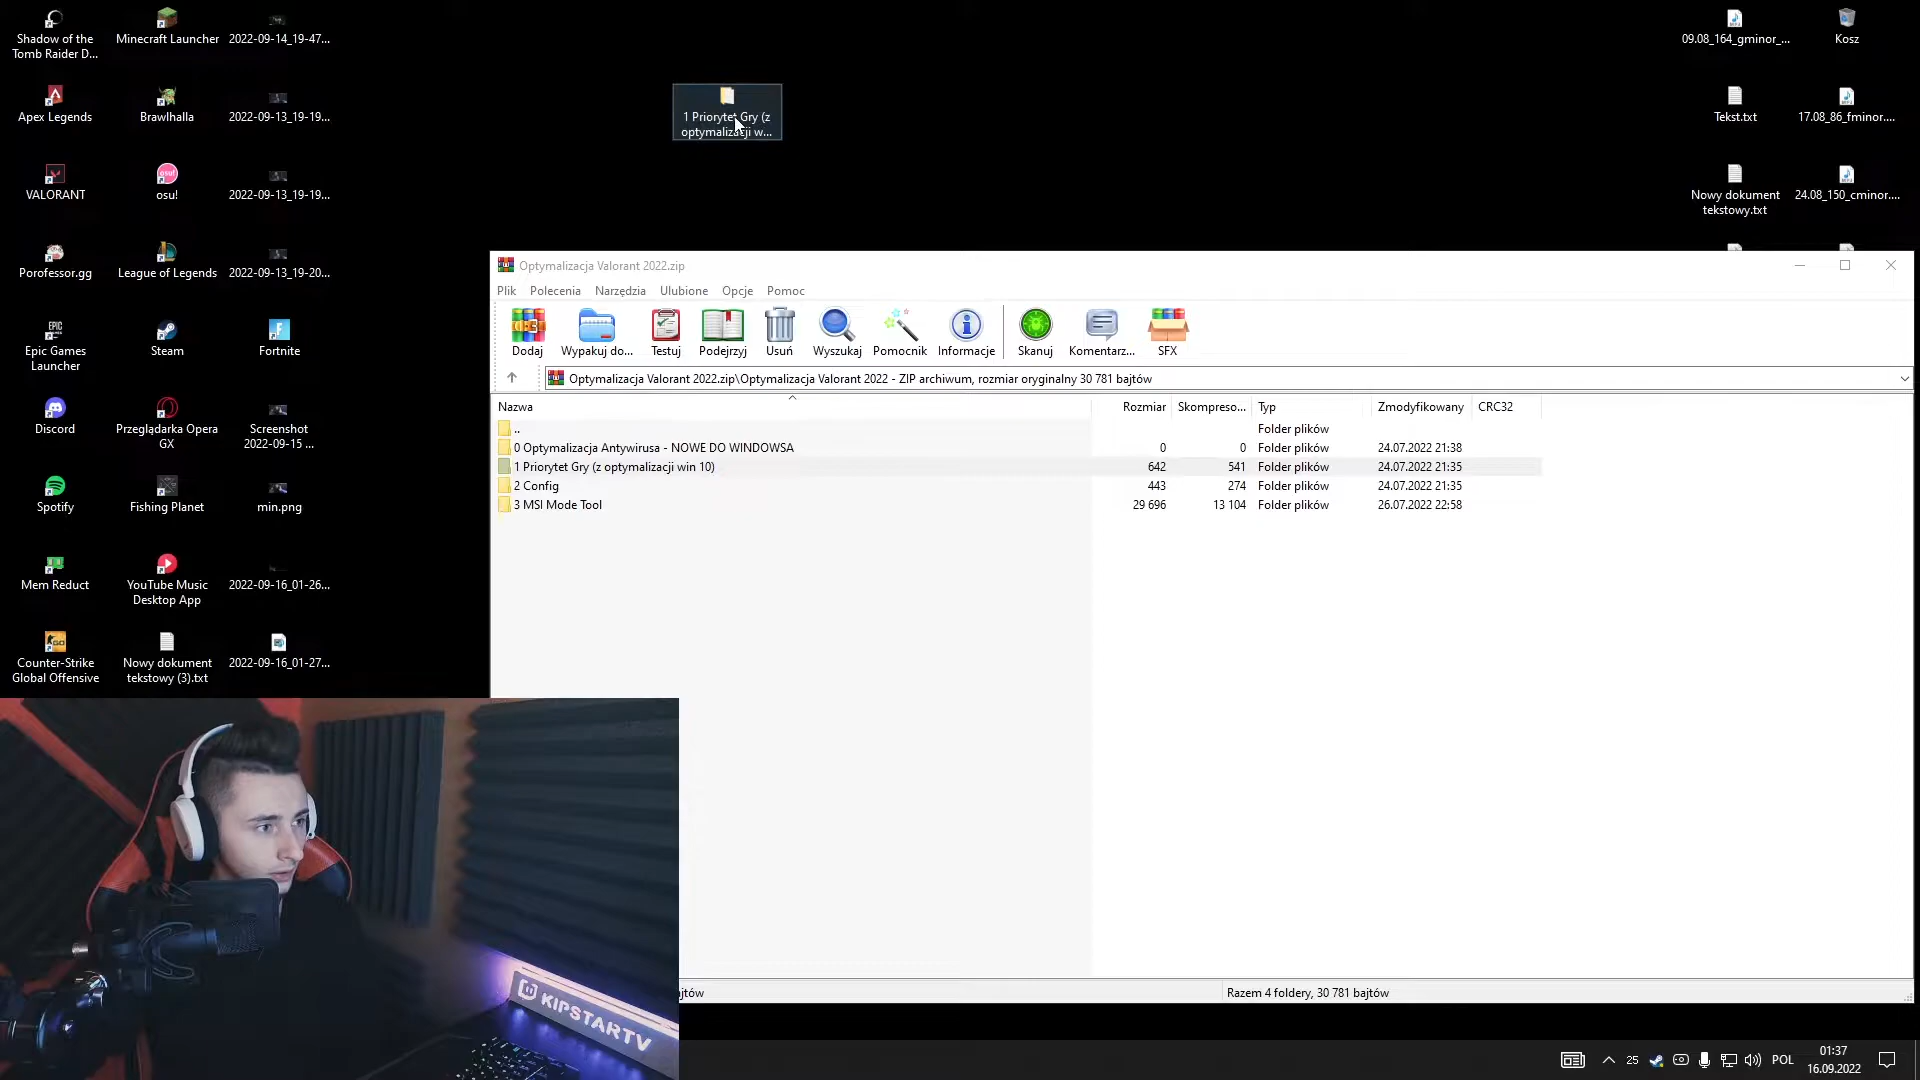 Shadow of the
Tomb Raider D...
Minecraft Launcher
2022-09-14_19-47...
Apex Legends
Brawlhalla
2022-09-13_19-19...
VALORANT
osu!
2022-09-13_19-19...
Porofessor.gg
League of Legends
2022-09-13_19-20...
Epic Games
Launcher
Steam
Fortnite
Discord
Przeglądarka Opera
GX
Screenshot
2022-09-15 ...
Spotify
Fishing Planet
min.png
Mem Reduct
YouTube Music
Desktop App
2022-09-16_01-26...
Counter-Strike
Global Offensive
Nowy dokument
tekstowy (3).txt
2022-09-16_01-27...
1 Priorytet Gry (z
optymalizacji w...
09.08_164_gminor_...
Kosz
Tekst.txt
17.08_86_fminor....
Nowy dokument
tekstowy.txt
24.08_150_cminor....
Optymalizacja Valorant 2022.zip
Plik Polecenia Narzędzia Ulubione Opcje Pomoc
Dodaj Wypakuj do... Testuj Podejrzyj Usuń Wyszukaj Pomocnik Informacje Skanuj Komentarz... SFX
Optymalizacja Valorant 2022.zip\Optymalizacja Valorant 2022 - ZIP archiwum, rozmiar oryginalny 30 781 bajtów
Nazwa Rozmiar Skompreso... Typ Zmodyfikowany CRC32
.. Folder plików
0 Optymalizacja Antywirusa - NOWE DO WINDOWSA 0 0 Folder plików 24.07.2022 21:38
1 Priorytet Gry (z optymalizacji win 10) 642 541 Folder plików 24.07.2022 21:35
2 Config 443 274 Folder plików 24.07.2022 21:35
3 MSI Mode Tool 29 696 13 104 Folder plików 26.07.2022 22:58
Razem 4 foldery, 30 781 bajtów
KIPSTARTV
25 POL 01:37
16.09.2022